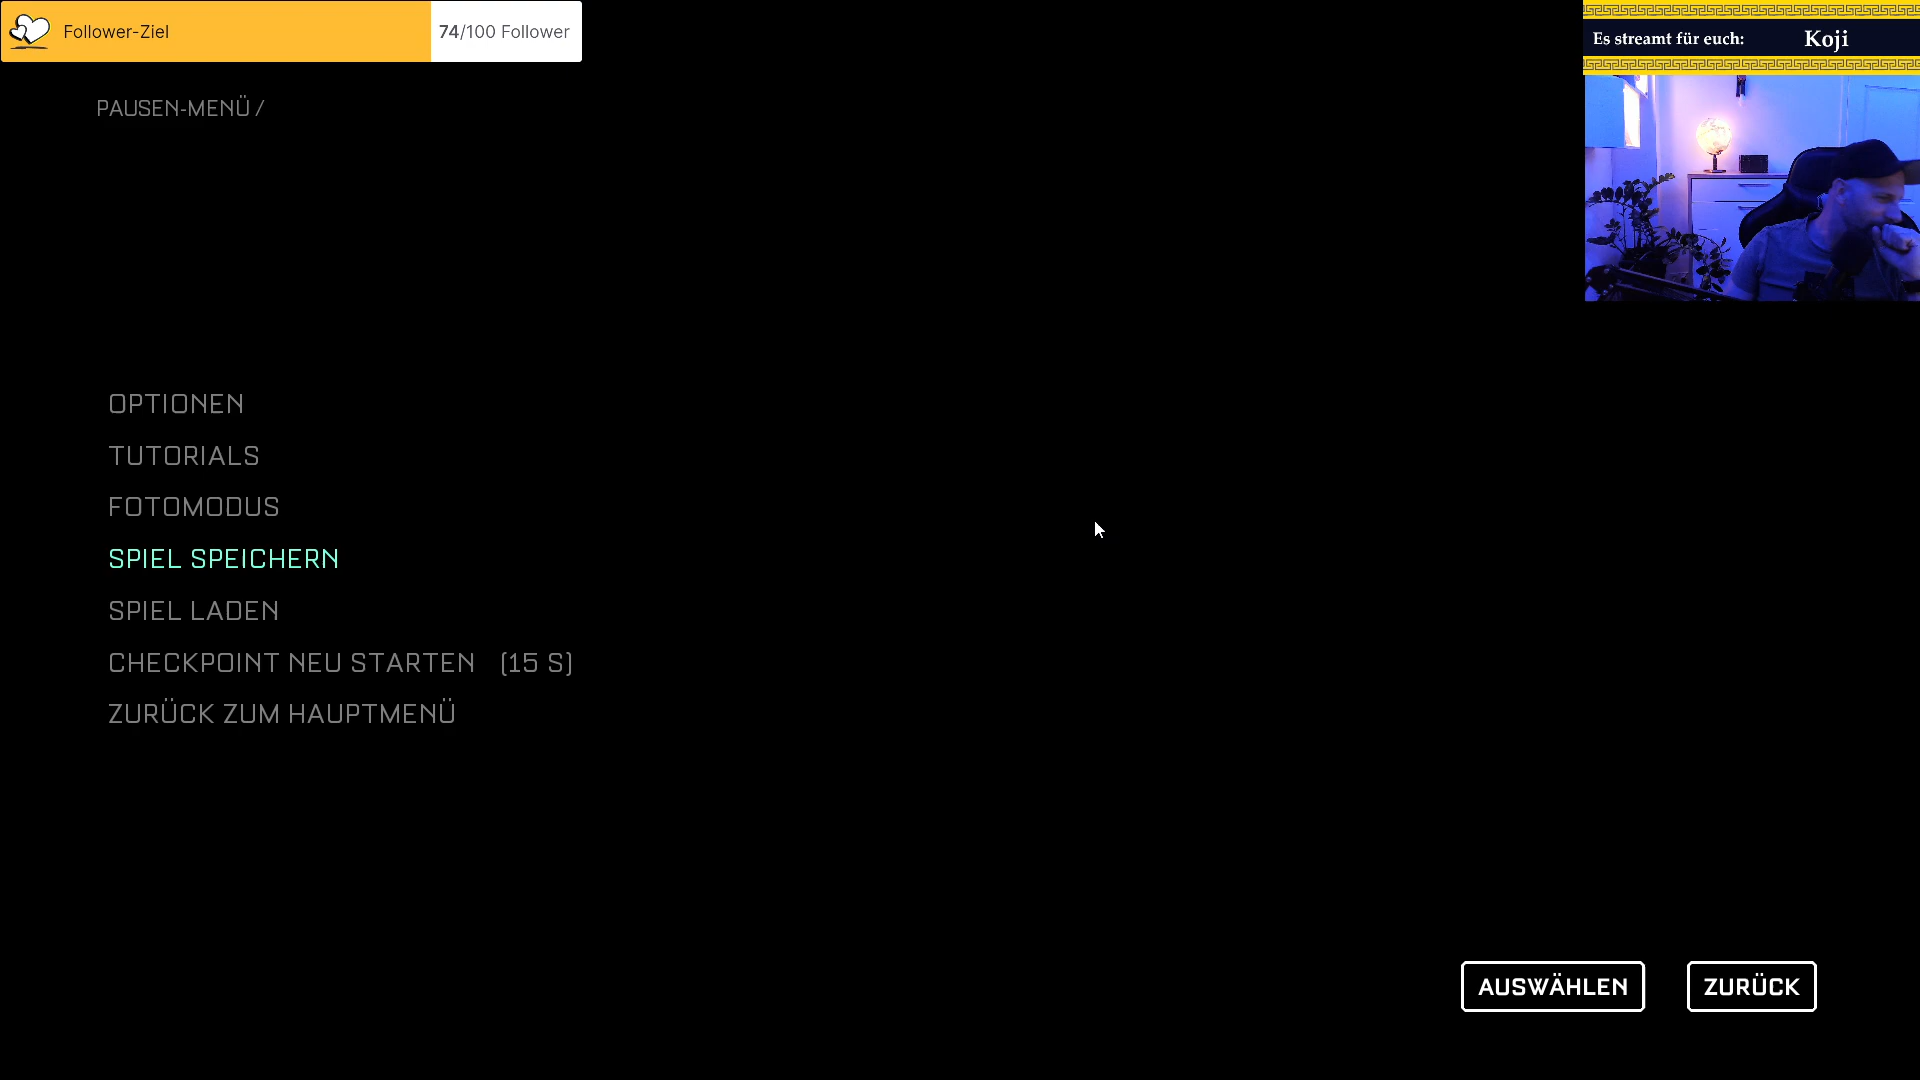 Follower-Ziel
74/100 Follower
Es streamt für euch: Koji
PAUSEN-MENÜ /
OPTIONEN
TUTORIALS
FOTOMODUS
SPIEL SPEICHERN
SPIEL LADEN
CHECKPOINT NEU STARTEN (15 S)
ZURÜCK ZUM HAUPTMENÜ
AUSWÄHLEN
ZURÜCK